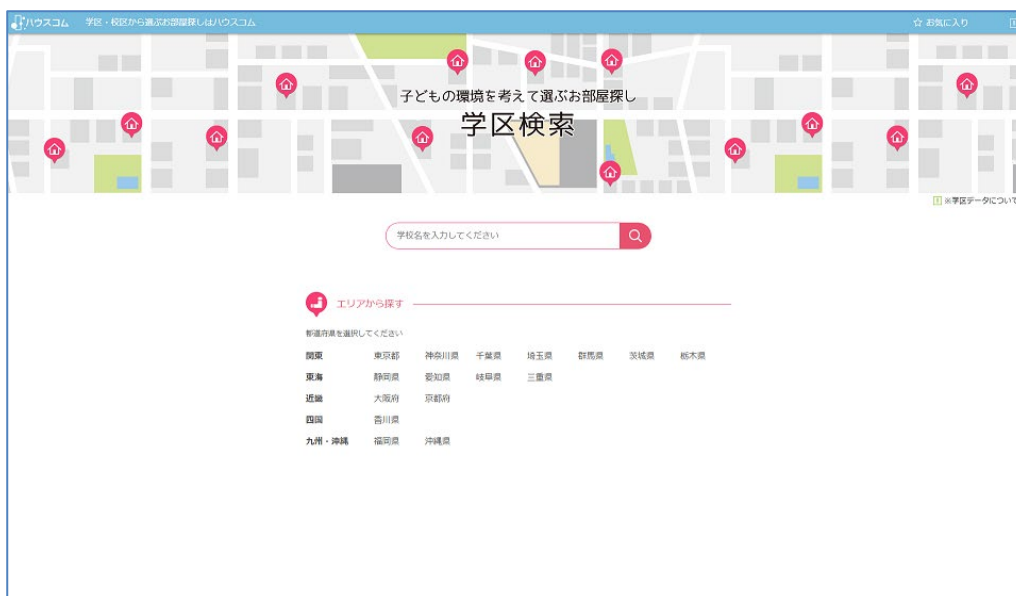 ハウスコム 学区・校区から選ぶお部屋探しはハウスコム ☆ お気に入り
子どもの環境を考えて選ぶお部屋探し
学区検索
※学区データについて
学校名を入力してください
エリアから探す
都道府県を選択してください
関東 東京都 神奈川県 千葉県 埼玉県 群馬県 茨城県 栃木県
東海 静岡県 愛知県 岐阜県 三重県
近畿 大阪府 京都府
四国 香川県
九州・沖縄 福岡県 沖縄県